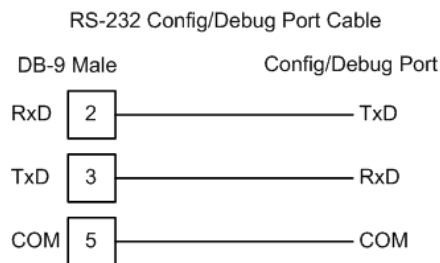 RS-232 Config/Debug Port Cable
DB-9 Male Config/Debug Port
RxD 2 TxD
TxD 3 RxD
COM 5 COM